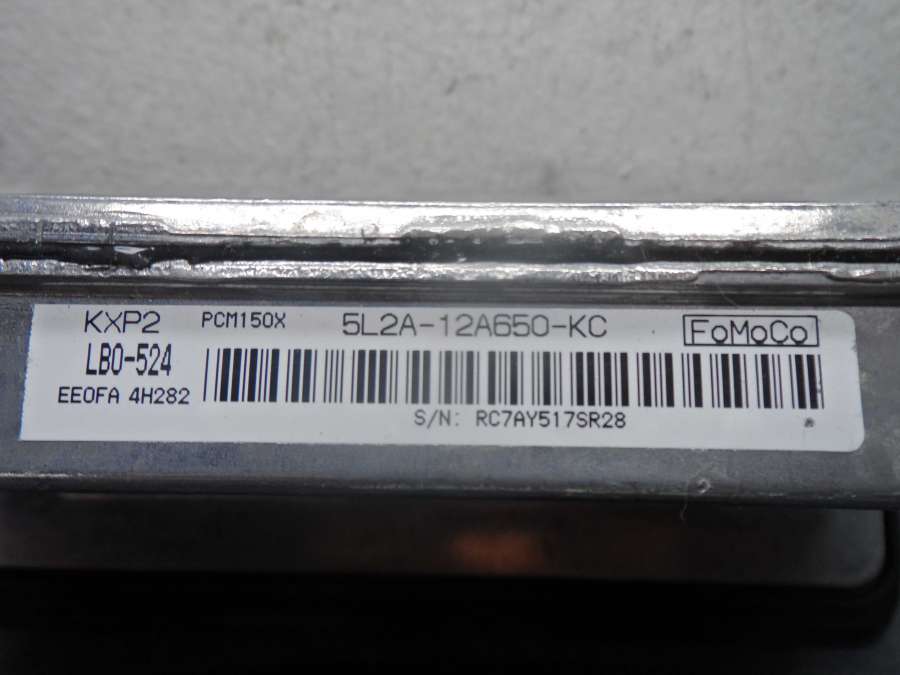 KXP2 PCM150X 5L2A-12A650-KC FoMoCo
LB0-524
EE0FA 4H282
S/N: RC7AY517SR28 *